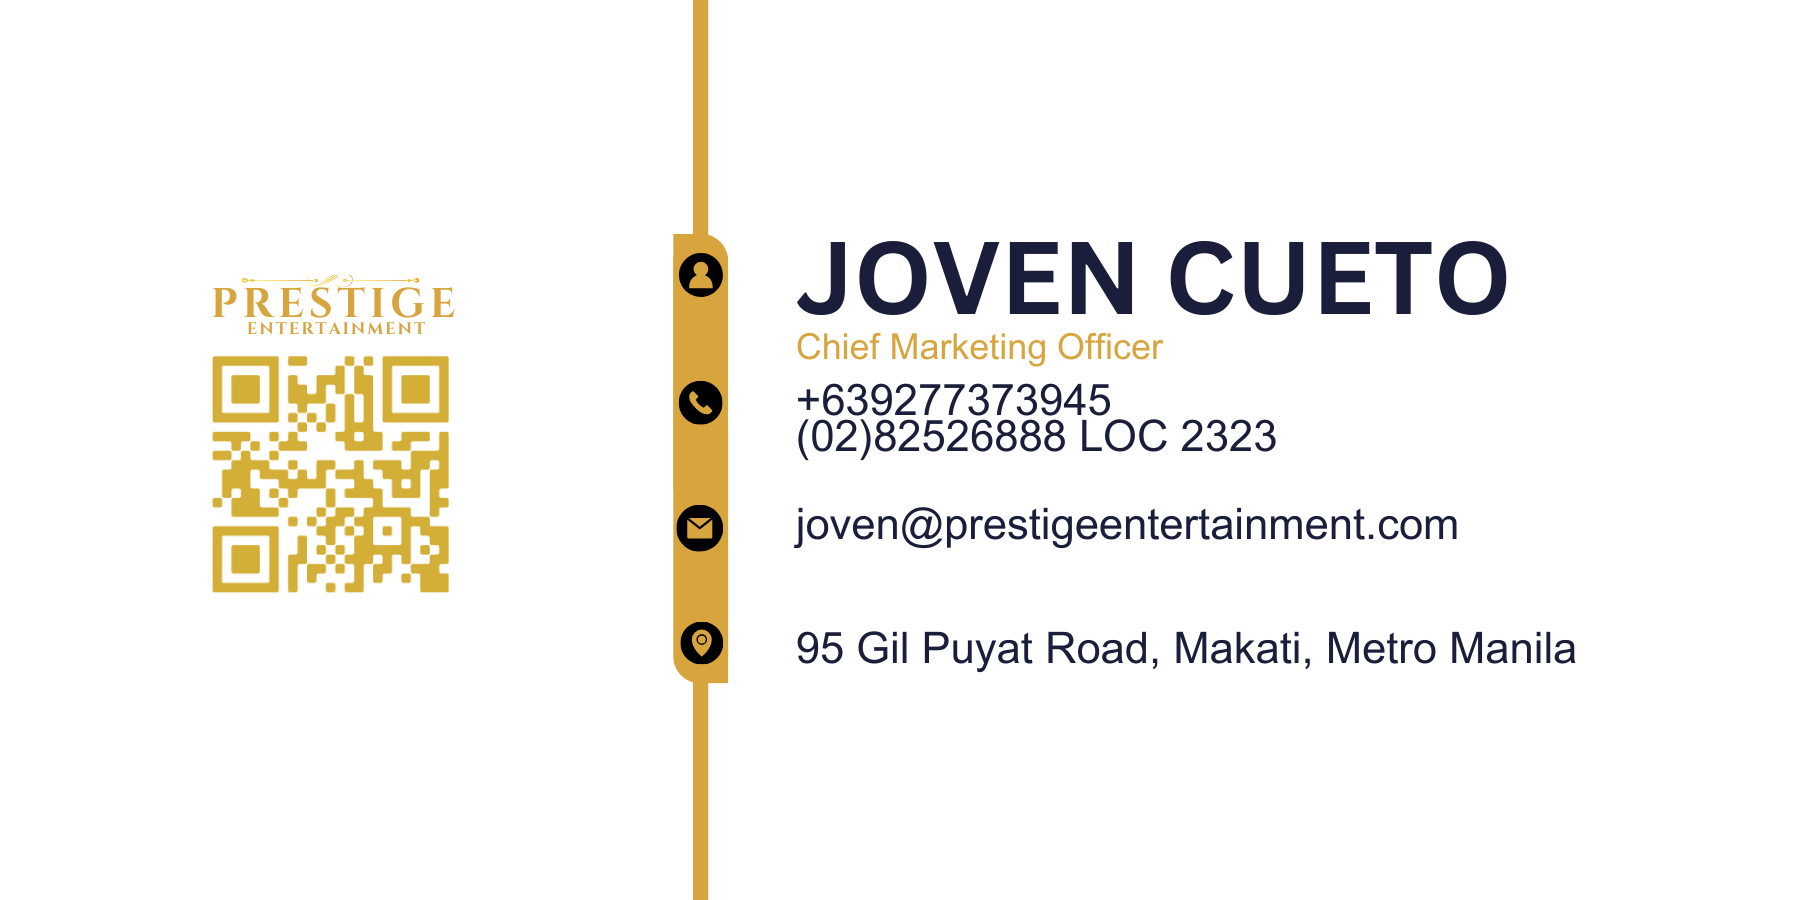 PRESTIGE
ENTERTAINMENT
JOVEN CUETO
Chief Marketing Officer
+639277373945
(02)82526888 LOC 2323
joven@prestigeentertainment.com
95 Gil Puyat Road, Makati, Metro Manila